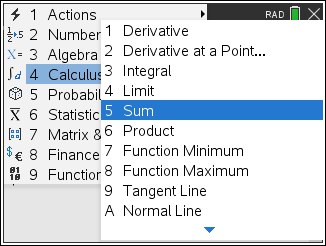 1 Actions
2 Number
3 Algebra
4 Calculus
5 Probabil
6 Statistic
7 Matrix &
8 Finance
9 Function
1 Derivative
2 Derivative at a Point...
3 Integral
4 Limit
5 Sum
6 Product
7 Function Minimum
8 Function Maximum
9 Tangent Line
A Normal Line
RAD